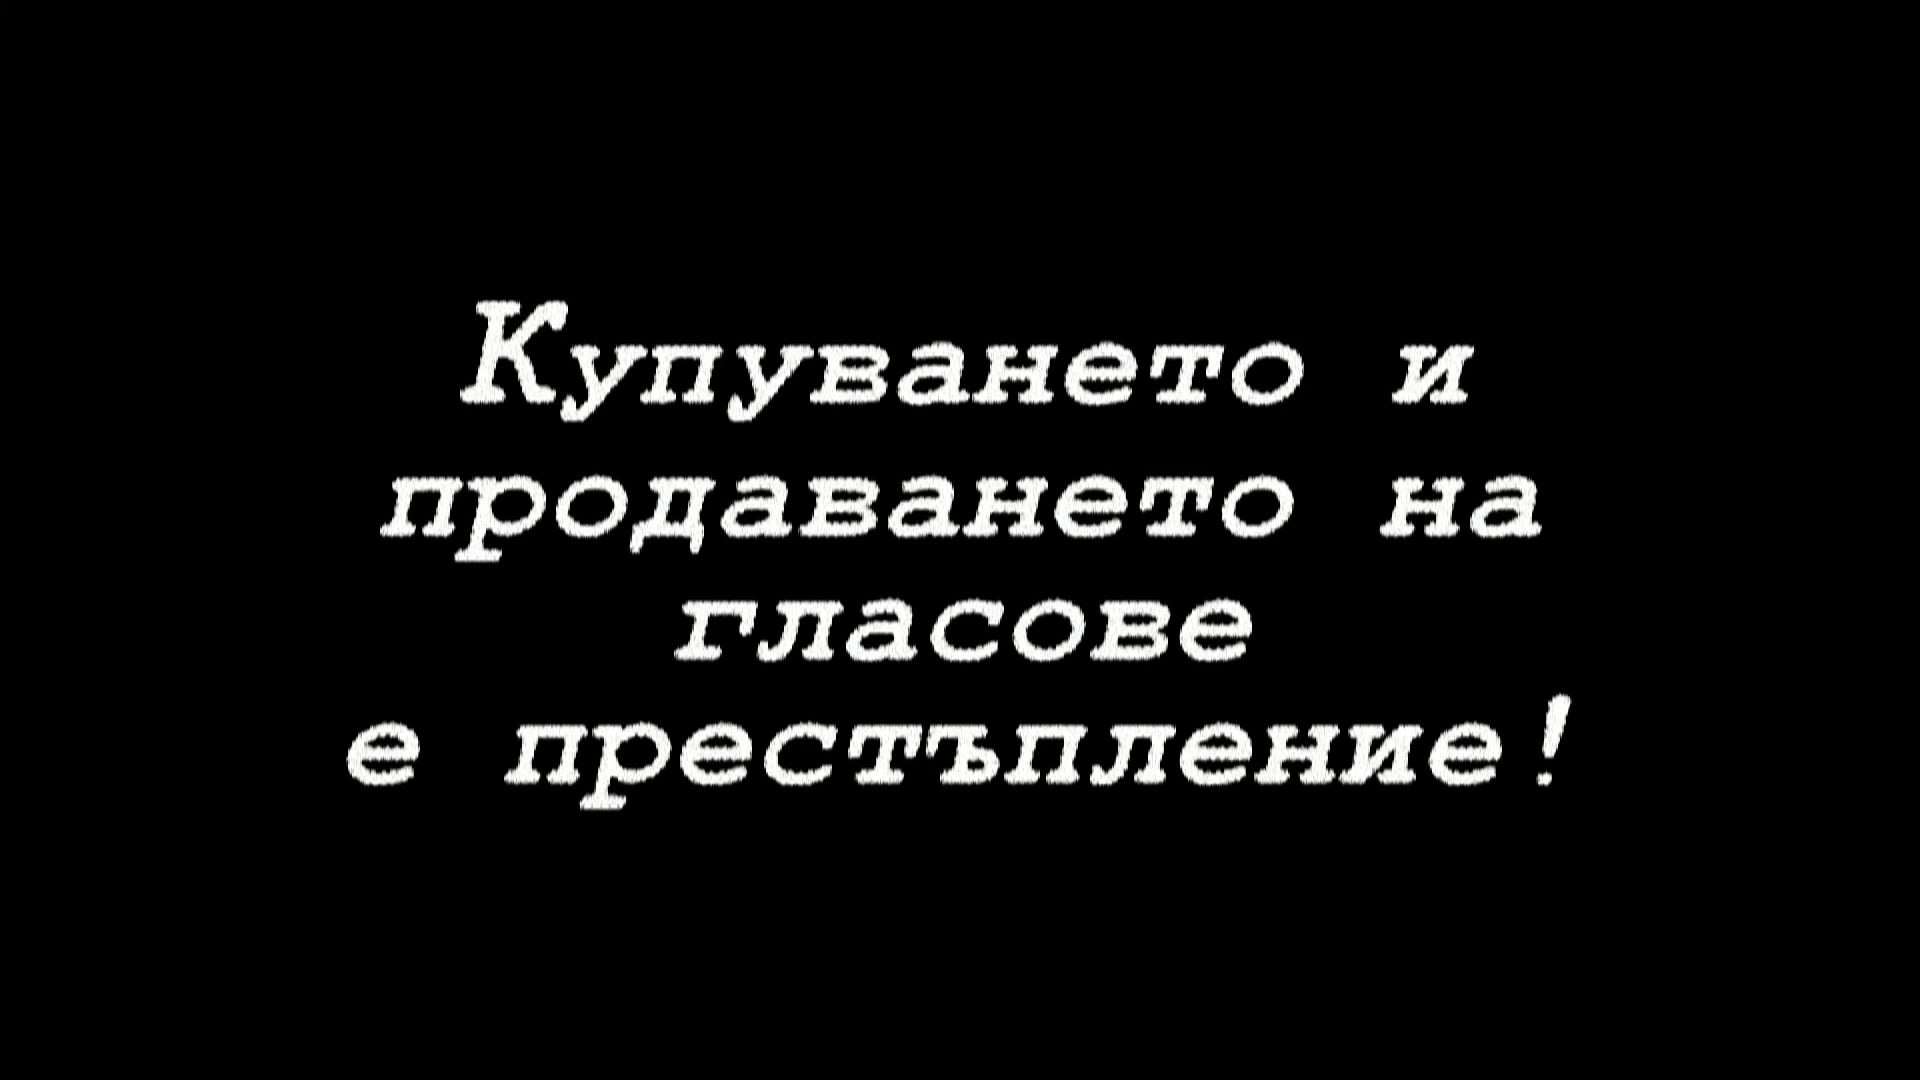 Купуването и
продаването на
гласове
е престъпление!